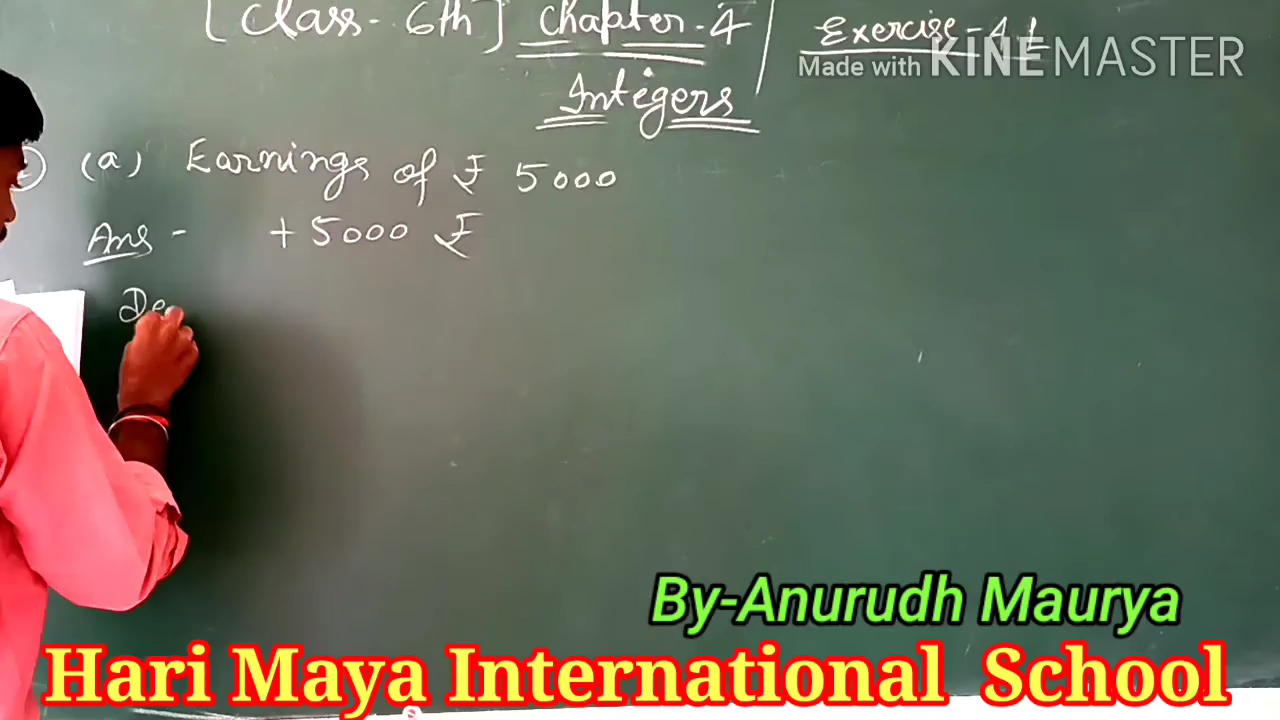 [Class - 6th] Chapter - 4 / Exercise - 4.1
Made with KINEMASTER
Integers
(a) Earnings of ₹ 5000
Ans - +5000 ₹
De
By-Anurudh Maurya
Hari Maya International School